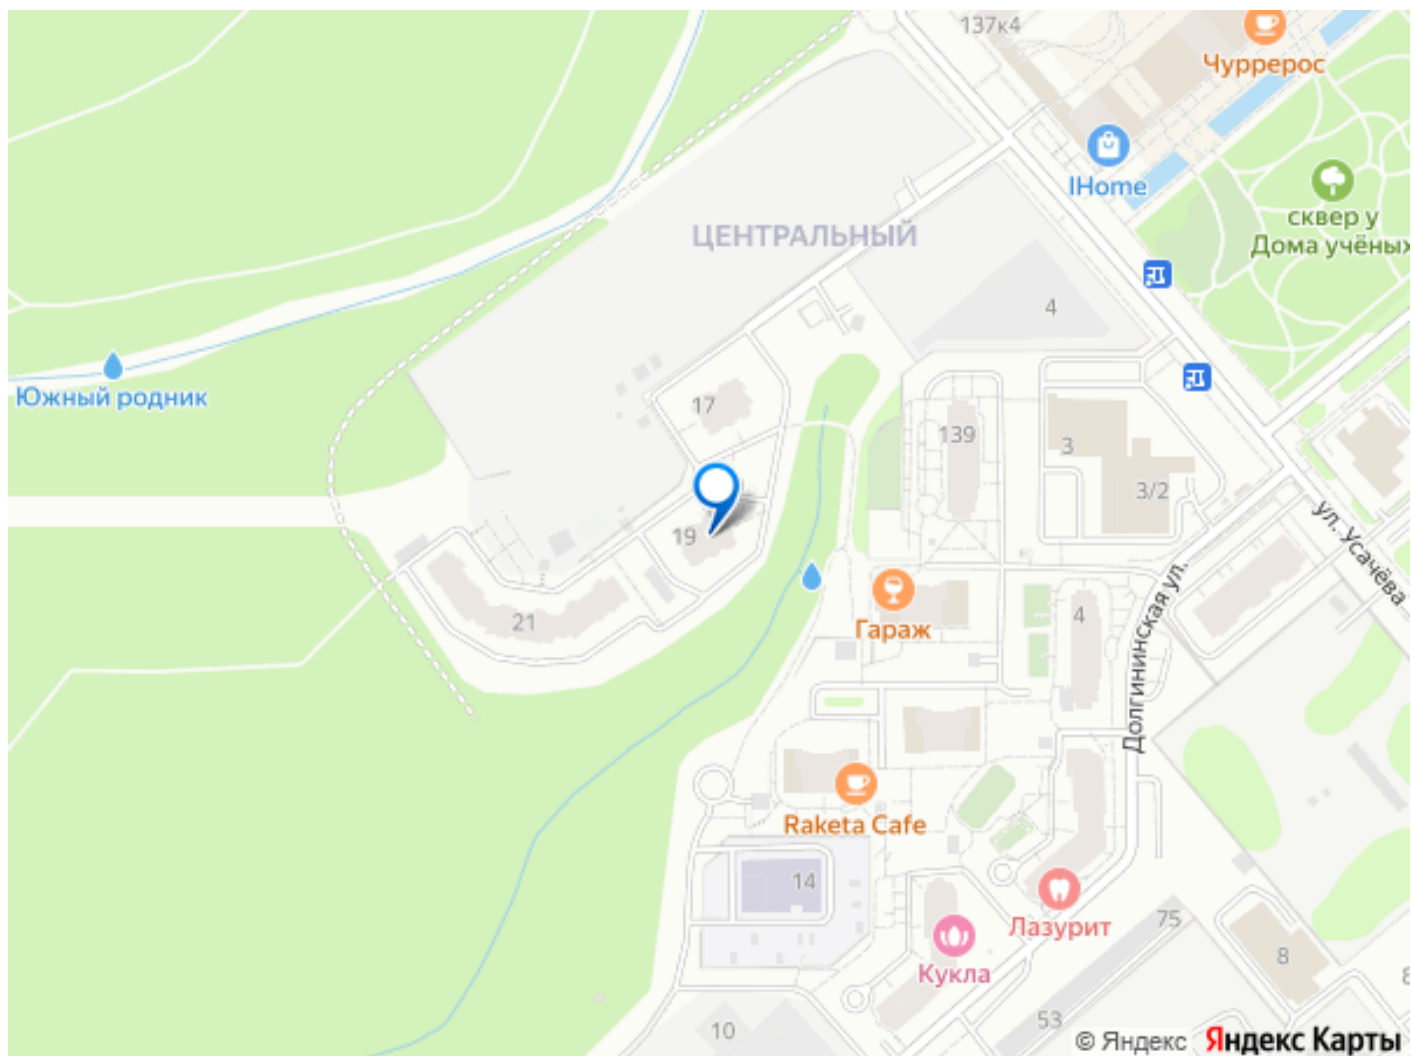 137к4
Чуррерос
IHome
сквер у
Дома учёных
ЦЕНТРАЛЬНЫЙ
4
Южный родник
17
139
3
3/2
19
ул. Усачёва
21
Гараж
4
Долгининская ул.
Raketa Cafe
14
Лазурит
75
Кукла
8
10
53
© Яндекс Яндекс Карты